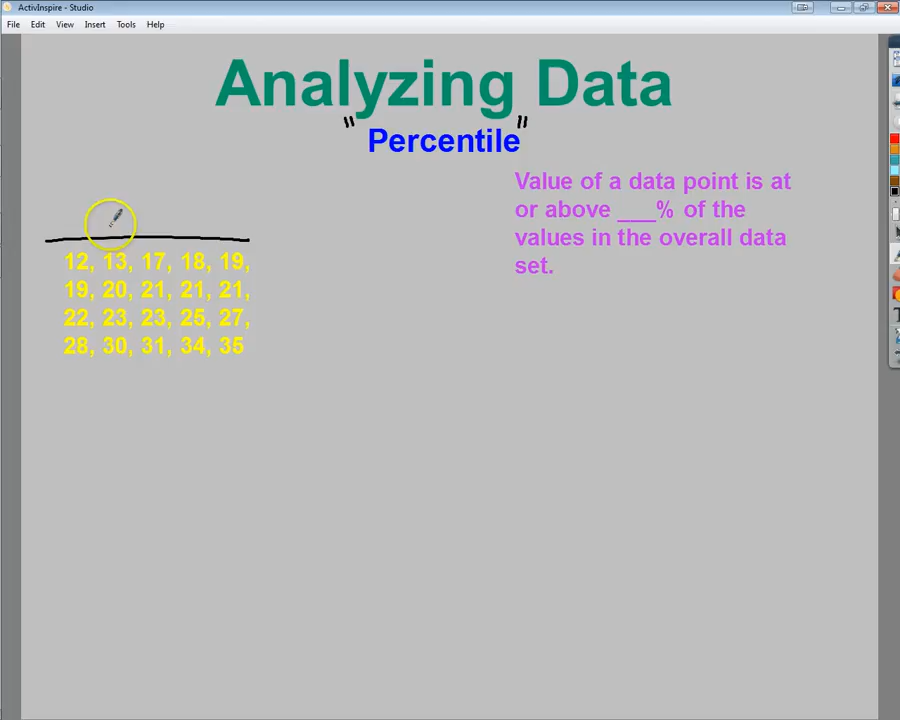 ActivInspire - Studio
File Edit View Insert Tools Help
Analyzing Data
"Percentile"
Value of a data point is at
or above ___% of the
values in the overall data
set.
12, 13, 17, 18, 19,
19, 20, 21, 21, 21,
22, 23, 23, 25, 27,
28, 30, 31, 34, 35